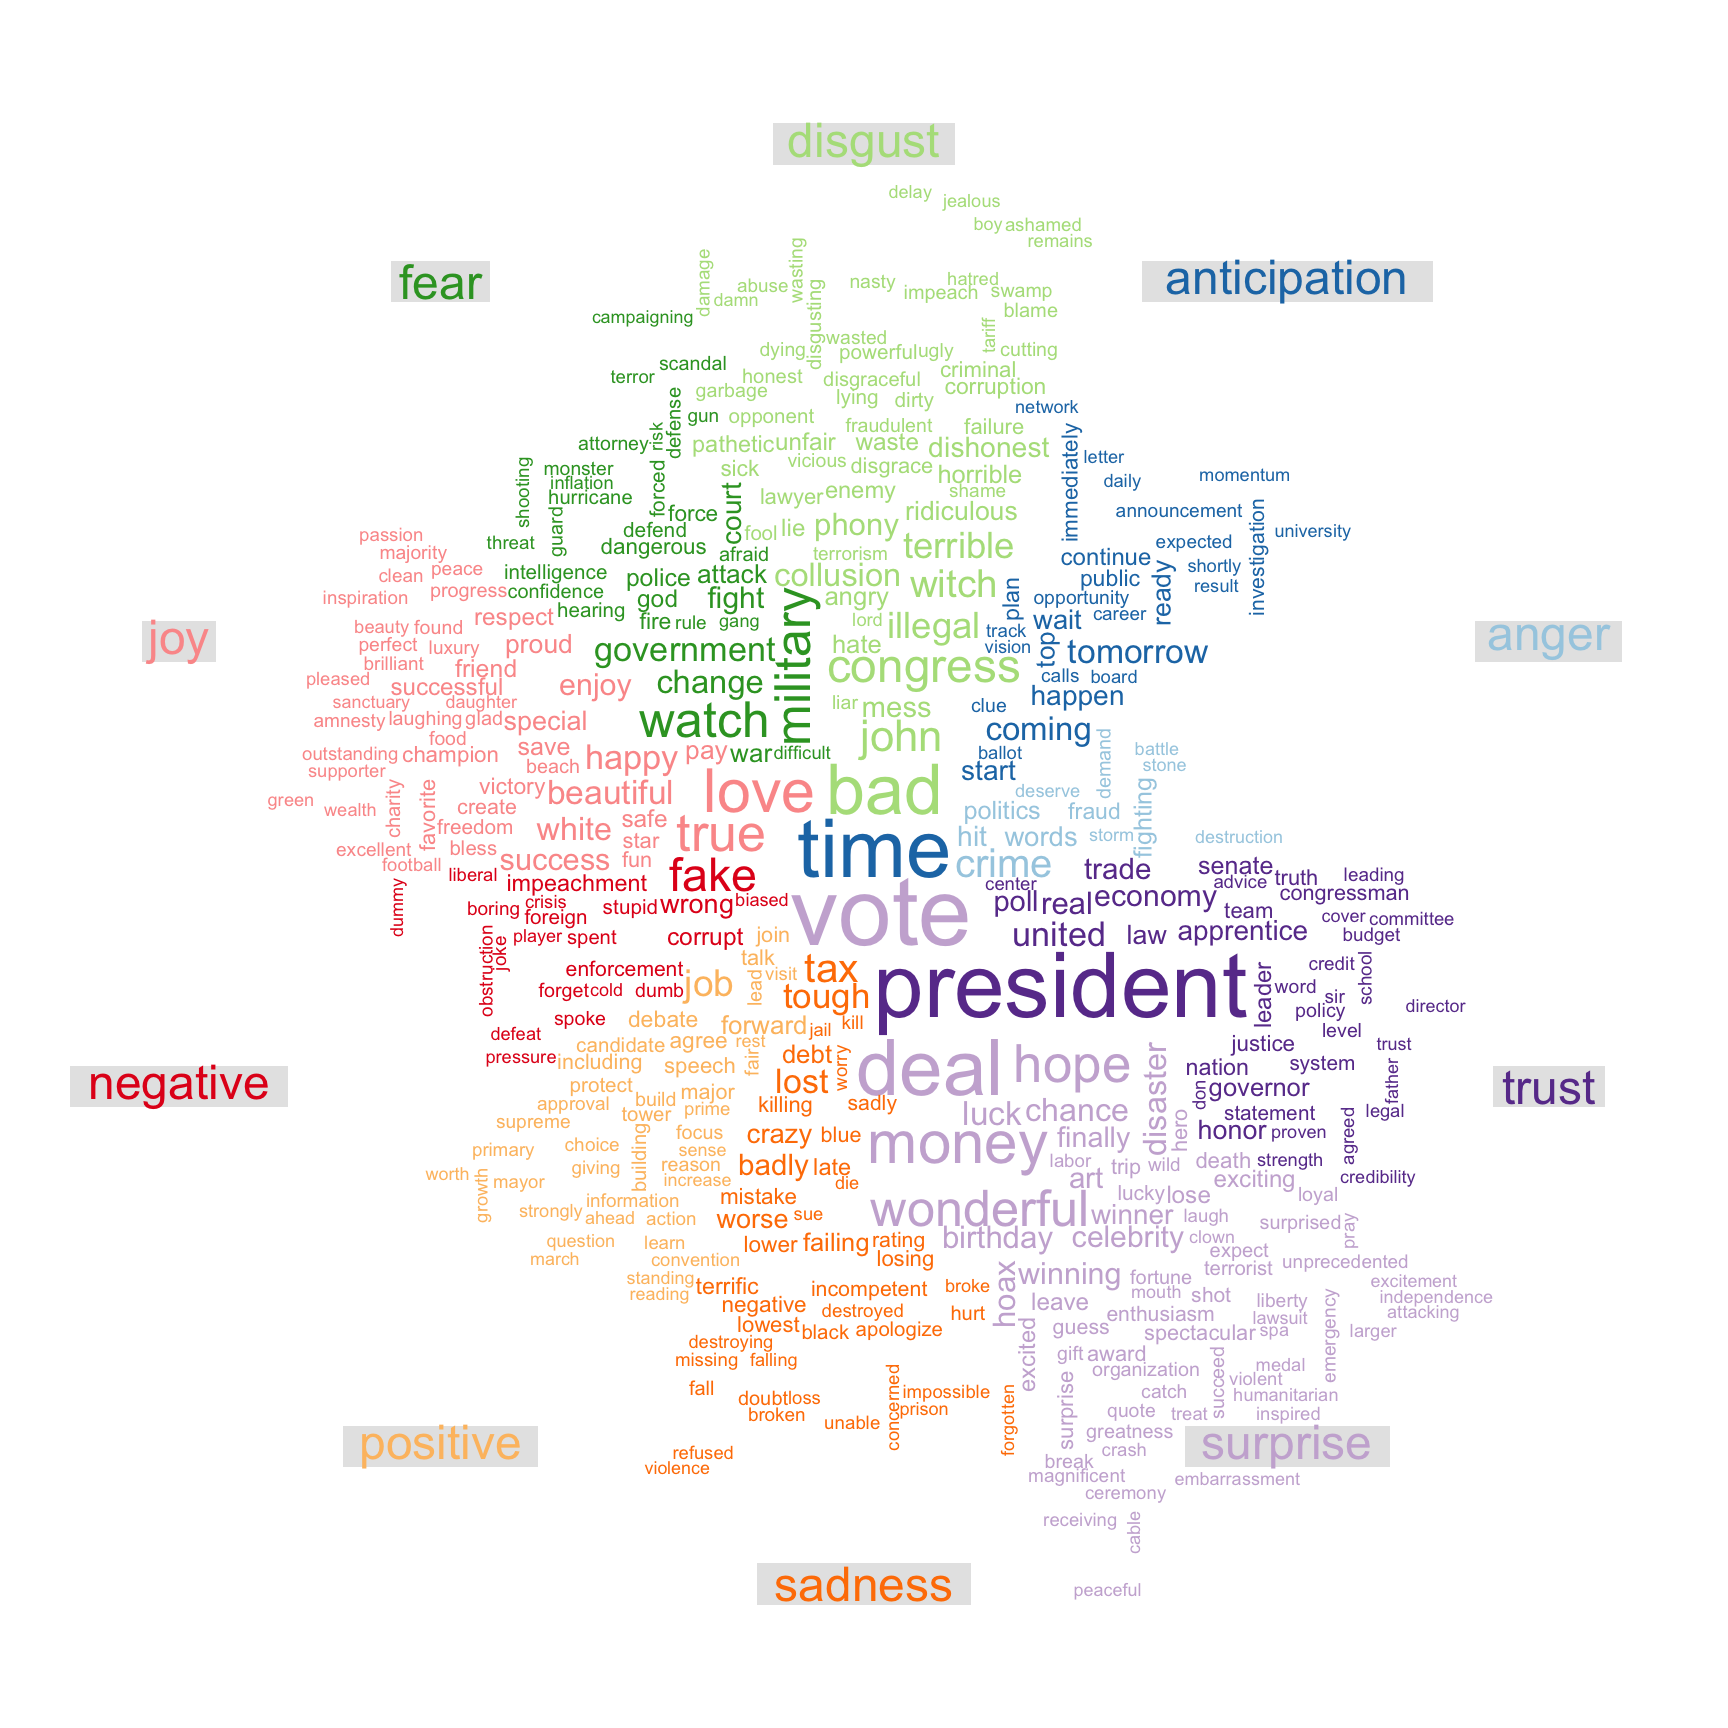 disgust
delay
jealous
boy
ashamed
remains
fear
anticipation
damage
wasting
abuse
damn
disgusting
nasty
hatred
impeach
swamp
blame
campaigning
wasted
tariff
cutting
dying
powerful
ugly
scandal
terror
honest
disgraceful
criminal
corruption
garbage
lying
dirty
network
defense
gun
opponent
fraudulent
failure
risk
attorney
pathetic
unfair
waste
dishonest
immediately
letter
monster
sick
vicious
disgrace
horrible
momentum
daily
inflation
shooting
hurricane
forced
court
lawyer
enemy
shame
ridiculous
announcement
investigation
university
guard
force
defend
fool
lie
phony
passion
majority
threat
dangerous
afraid
terrorism
terrible
continue
expected
shortly
clean
peace
intelligence
police
attack
collusion
witch
public
ready
result
inspiration
progress
confidence
god
fight
military
angry
plan
opportunity
career
hearing
respect
fire
rule
gang
lord
illegal
wait
track
joy
beauty
found
perfect
luxury
proud
government
hate
vision
top
tomorrow
anger
brilliant
friend
congress
pleased
successful
enjoy
change
calls
board
sanctuary
daughter
happen
amnesty
laughing
glad
special
watch
liar
mess
clue
coming
food
john
outstanding
champion
save
happy
pay
war
difficult
ballot
demand
battle
supporter
beach
start
stone
green
wealth
charity
favorite
victory
beautiful
love
bad
deserve
create
politics
fraud
fighting
freedom
white
safe
true
time
hit
words
storm
destruction
excellent
bless
star
football
success
fun
crime
trade
senate
liberal
impeachment
fake
center
advice
truth
leading
dummy
crisis
boring
foreign
stupid
wrong
biased
vote
poll
real
economy
congressman
team
cover
committee
player
spent
corrupt
join
united
law
apprentice
budget
obstruction
joke
talk
enforcement
visit
tax
president
leader
credit
school
forget
cold
dumb
job
lead
tough
word
sir
director
policy
spoke
debate
forward
jail
kill
level
defeat
candidate
agree
rest
justice
trust
pressure
including
speech
fair
debt
worry
deal
hope
disaster
nation
system
negative
protect
major
lost
don
governor
father
trust
approval
build
prime
killing
sadly
luck
chance
statement
legal
supreme
tower
hero
focus
crazy
blue
money
finally
honor
proven
agreed
primary
choice
sense
building
reason
badly
late
labor
trip
wild
death
strength
worth
mayor
giving
increase
die
art
exciting
credibility
growth
information
mistake
wonderful
lucky
lose
loyal
strongly
ahead
action
worse
sue
winner
laugh
surprised
pray
question
learn
lower
failing
rating
birthday
celebrity
clown
march
convention
losing
expect
unprecedented
standing
terrific
hoax
winning
fortune
terrorist
excitement
reading
incompetent
broke
mouth
shot
independence
negative
destroyed
hurt
leave
enthusiasm
liberty
attacking
lowest
black
apologize
guess
lawsuit
emergency
destroying
spectacular
spa
larger
missing
falling
excited
gift
award
organization
succeed
medal
violent
fall
doubt
loss
concerned
impossible
catch
humanitarian
broken
prison
unable
forgotten
surprise
quote
treat
inspired
positive
greatness
surprise
refused
crash
violence
break
magnificent
embarrassment
ceremony
receiving
cable
sadness
peaceful